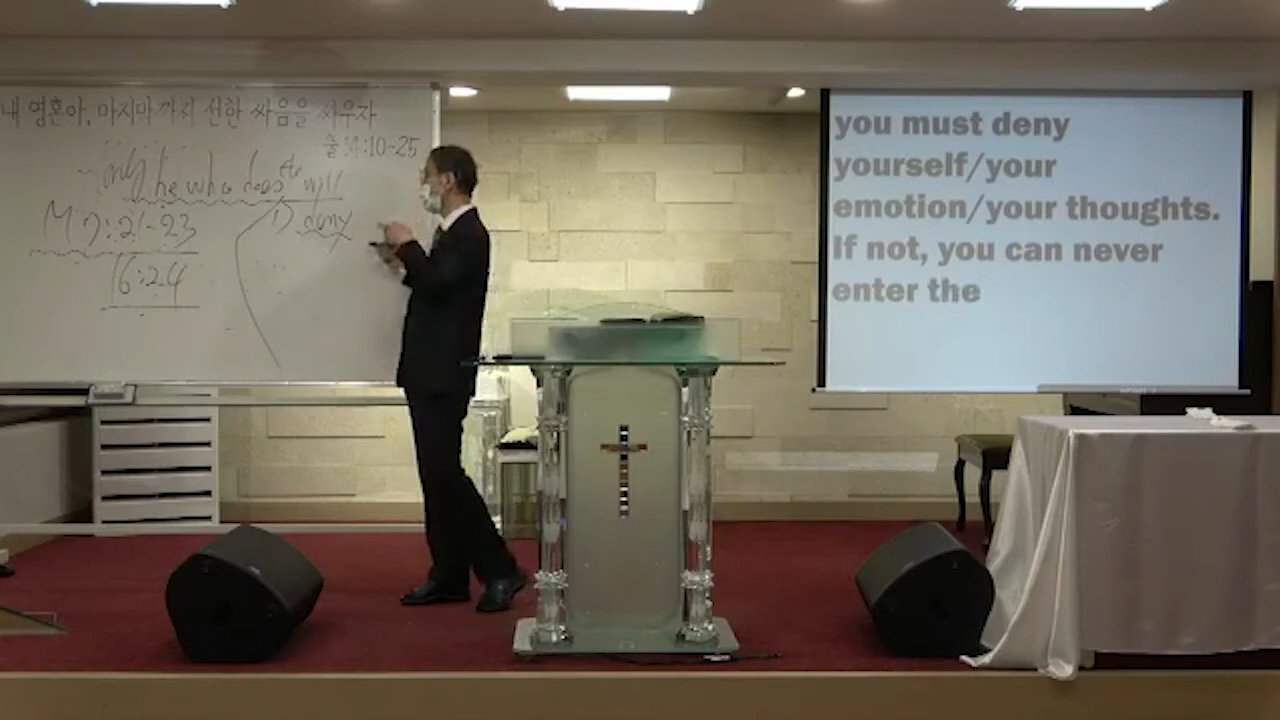 내 영혼아, 마지막까지 선한 싸움을 싸우자
:10~25
only he who does the will
M 7:21-23
1) deny
16:24
you must deny
yourself/your
emotion/your thoughts.
If not, you can never
enter the